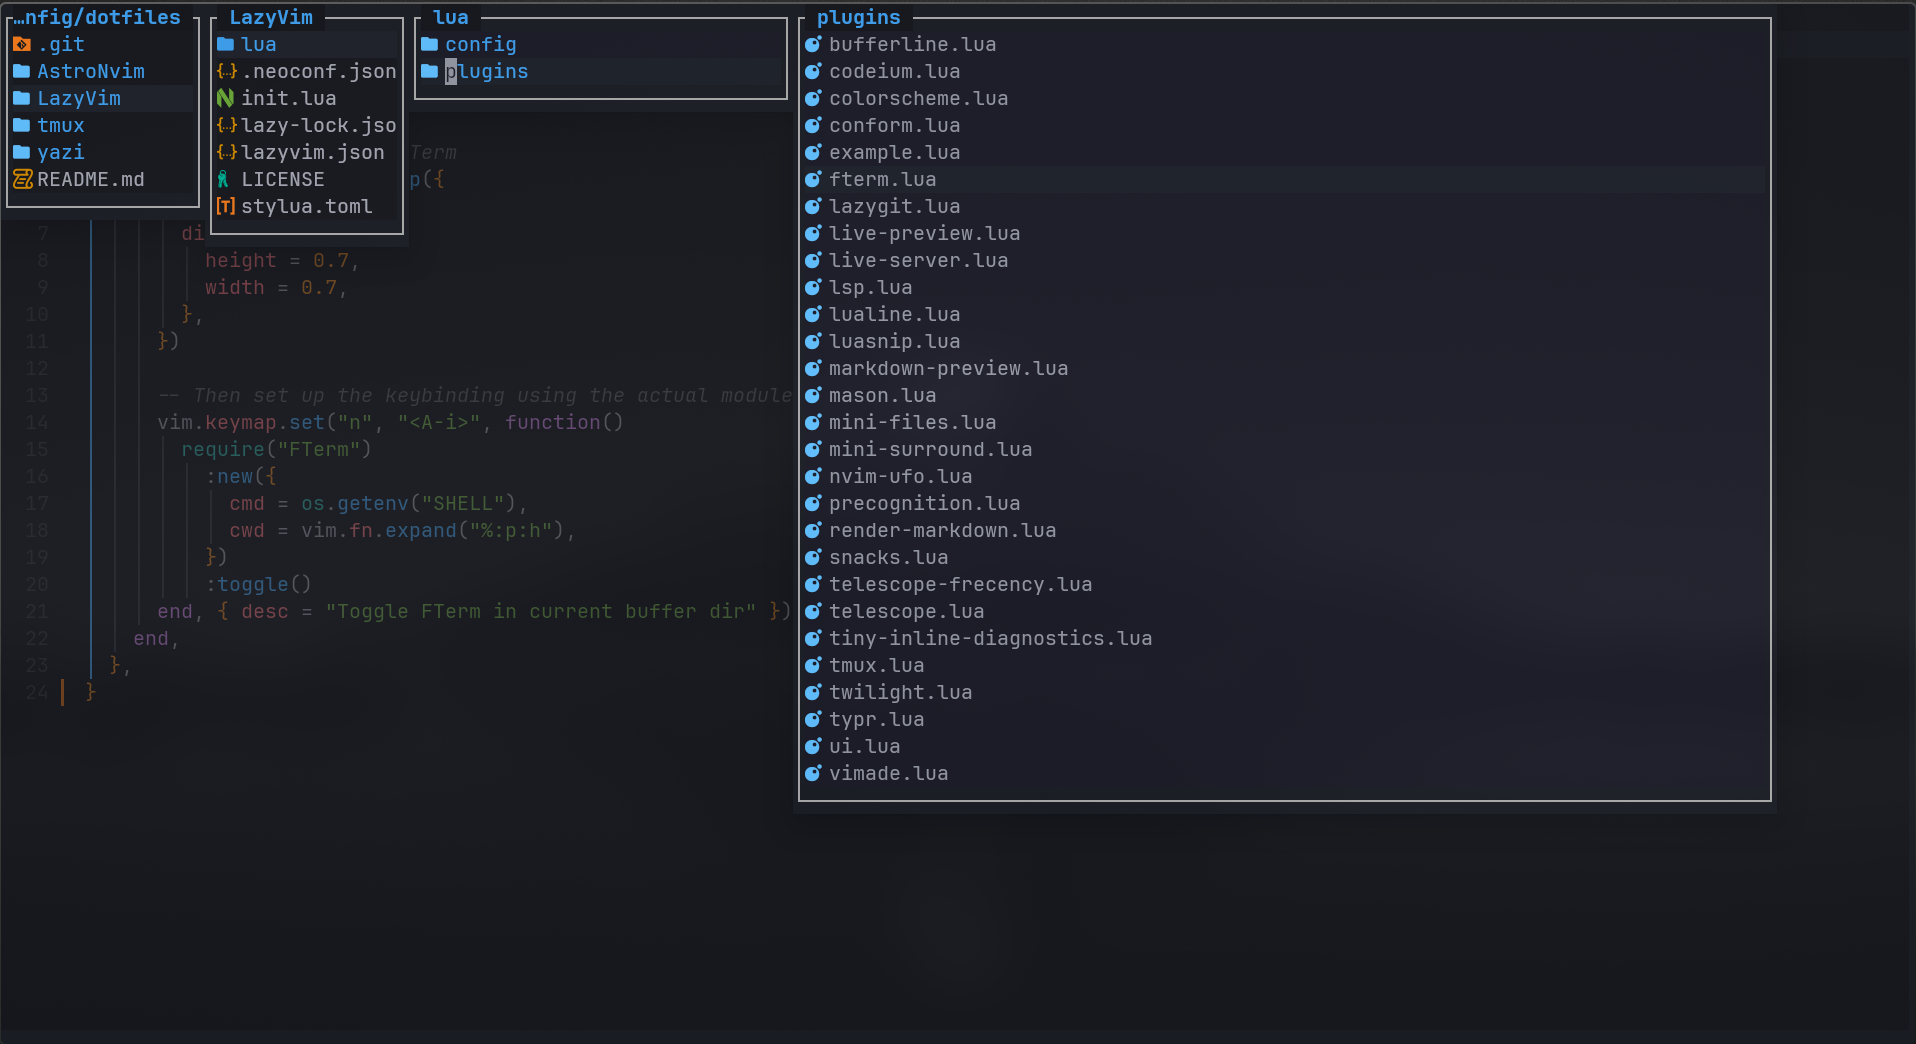 …nfig/dotfiles
.git
AstroNvim
LazyVim
tmux
yazi
README.md
LazyVim
lua
.neoconf.json
init.lua
lazy-lock.jso
lazyvim.json
LICENSE
stylua.toml
lua
config
plugins
plugins
bufferline.lua
codeium.lua
colorscheme.lua
conform.lua
example.lua
fterm.lua
lazygit.lua
live-preview.lua
live-server.lua
lsp.lua
lualine.lua
luasnip.lua
markdown-preview.lua
mason.lua
mini-files.lua
mini-surround.lua
nvim-ufo.lua
precognition.lua
render-markdown.lua
snacks.lua
telescope-frecency.lua
telescope.lua
tiny-inline-diagnostics.lua
tmux.lua
twilight.lua
typr.lua
ui.lua
vimade.lua
Term
p({
7 di
8 height = 0.7,
9 width = 0.7,
10 },
11 })
12
13 -- Then set up the keybinding using the actual module
14 vim.keymap.set("n", "<A-i>", function()
15 require("FTerm")
16 :new({
17 cmd = os.getenv("SHELL"),
18 cwd = vim.fn.expand("%:p:h"),
19 })
20 :toggle()
21 end, { desc = "Toggle FTerm in current buffer dir" })
22 end,
23 },
24 }